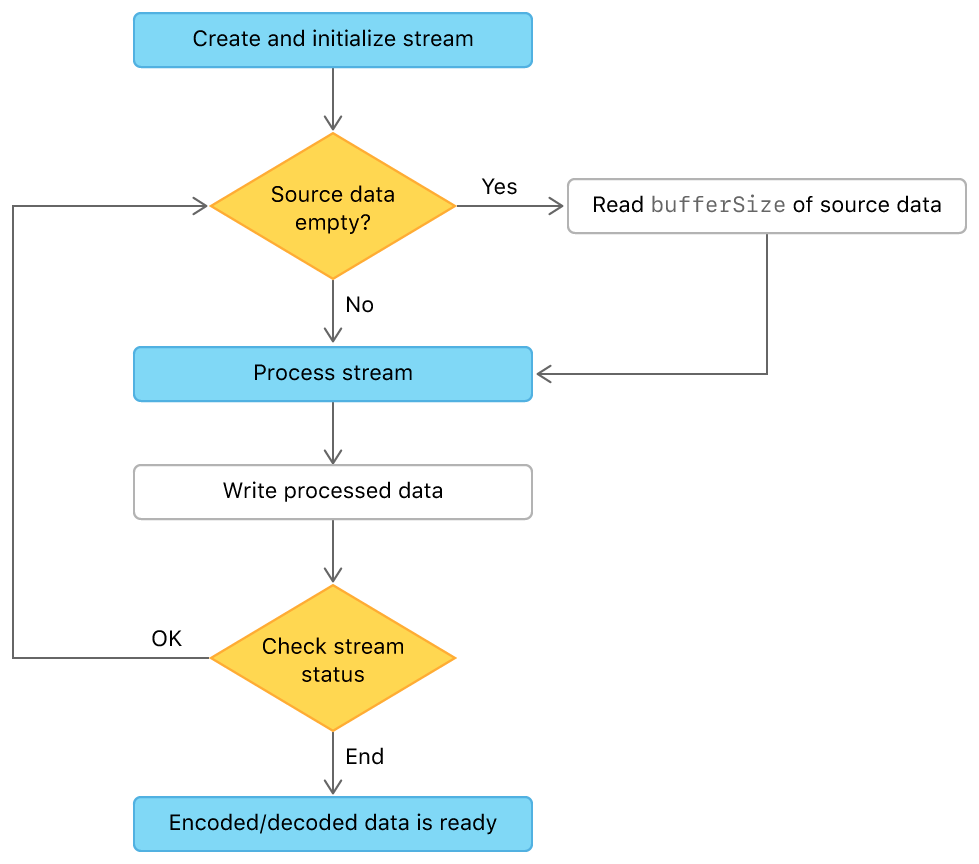 Create and initialize stream
Source data
empty?
Yes
Read bufferSize of source data
No
Process stream
Write processed data
OK
Check stream
status
End
Encoded/decoded data is ready